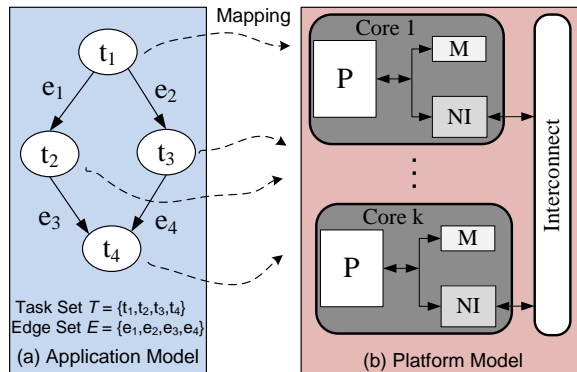 Mapping
t₁
e₁
e₂
t₂
t₃
e₃
e₄
t₄
Task Set T = {t₁,t₂,t₃,t₄}
Edge Set E = {e₁,e₂,e₃,e₄}
(a) Application Model
Core 1
P
M
NI
Core k
P
M
NI
Interconnect
(b) Platform Model